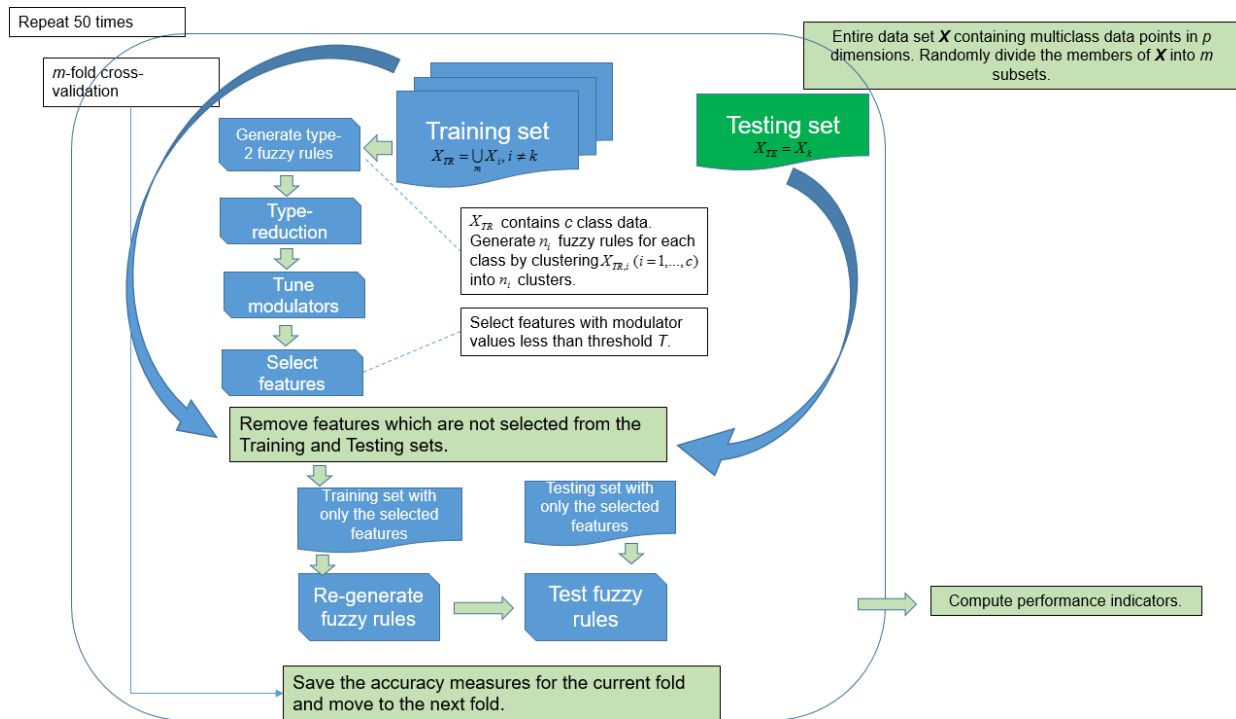 Repeat 50 times
Entire data set X containing multiclass data points in p
dimensions. Randomly divide the members of X into m
subsets.
m-fold cross-
validation
Training set
X_TR = ⋃_m X_i, i ≠ k
Testing set
X_TE = X_k
Generate type-
2 fuzzy rules
Type-
reduction
Tune
modulators
Select
features
X_TR contains c class data.
Generate n_i fuzzy rules for each
class by clustering X_TR,i (i = 1,...,c)
into n_i clusters.
Select features with modulator
values less than threshold T.
Remove features which are not selected from the
Training and Testing sets.
Training set with
only the selected
features
Testing set with
only the selected
features
Re-generate
fuzzy rules
Test fuzzy
rules
Compute performance indicators.
Save the accuracy measures for the current fold
and move to the next fold.